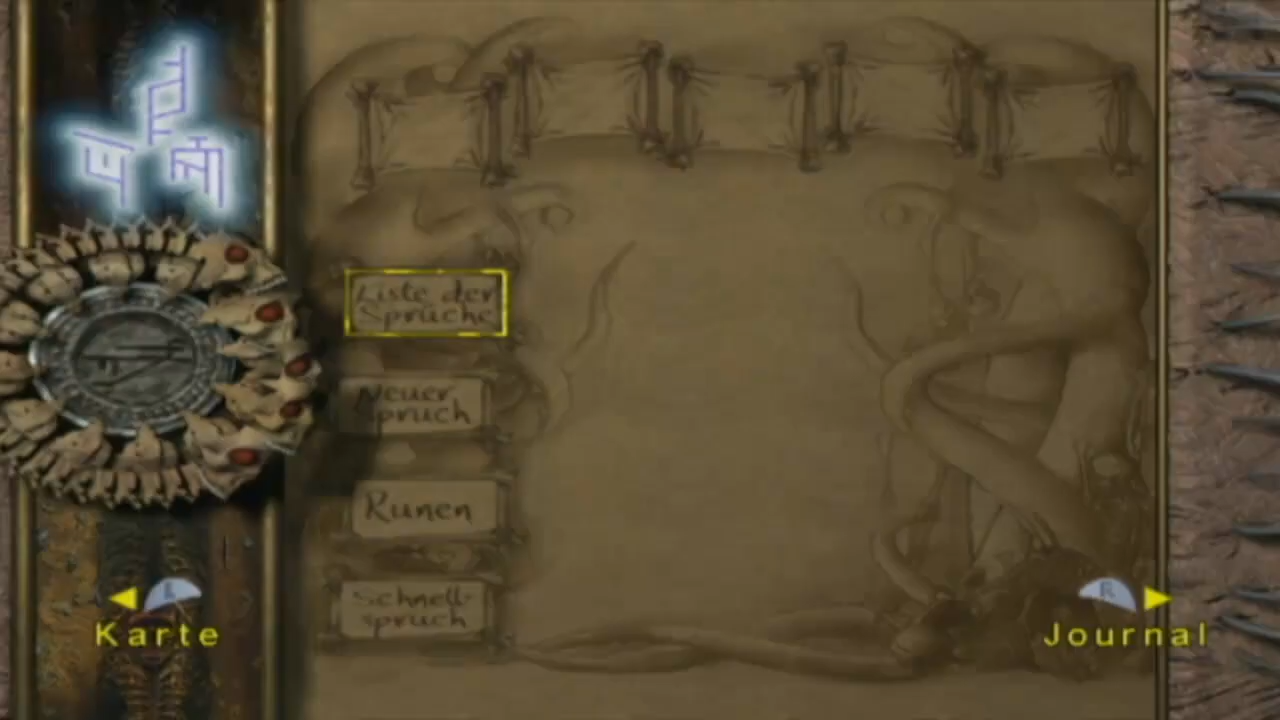 Liste der
Sprüche
Neuer
Spruch
Runen
Schnell-
spruch
L
Karte
R
Journal